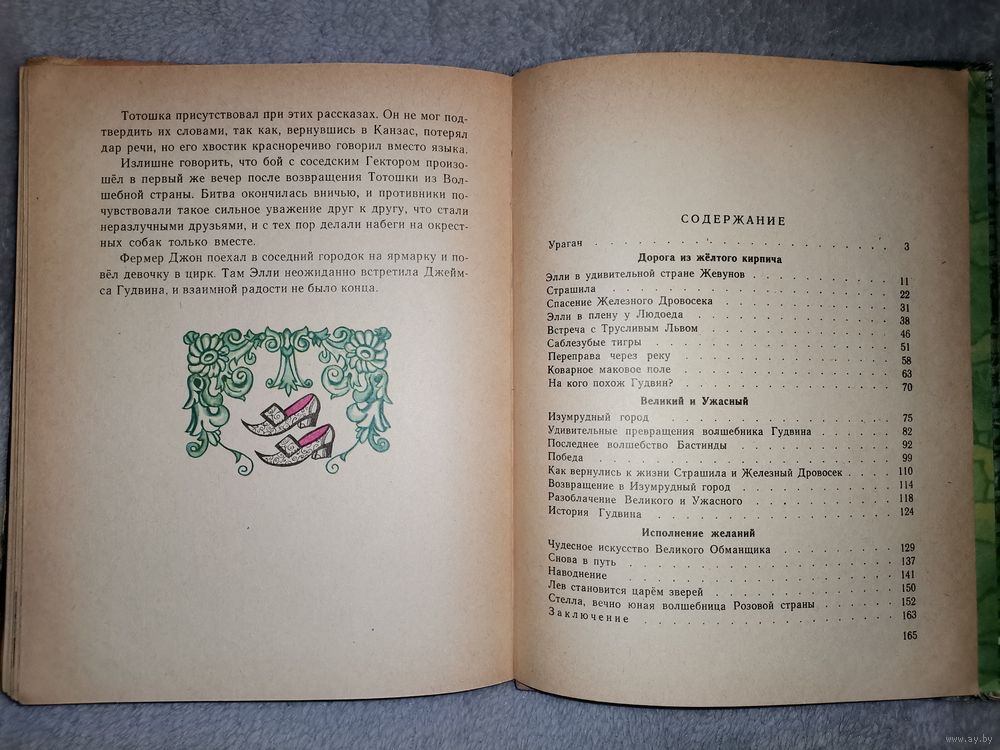 Тотошка присутствовал при этих рассказах. Он не мог под-
твердить их словами, так как, вернувшись в Канзас, потерял
дар речи, но его хвостик красноречиво говорил вместо языка.
Излишне говорить, что бой с соседским Гектором произо-
шёл в первый же вечер после возвращения Тотошки из Вол-
шебной страны. Битва окончилась вничью, и противники по-
чувствовали такое сильное уважение друг к другу, что стали
неразлучными друзьями, и с тех пор делали набеги на окрест-
ных собак только вместе.
Фермер Джон поехал в соседний городок на ярмарку и по-
вёл девочку в цирк. Там Элли неожиданно встретила Джейм-
са Гудвина, и взаимной радости не было конца.
СОДЕРЖАНИЕ
Ураган 3
Дорога из жёлтого кирпича
Элли в удивительной стране Жевунов 11
Страшила 22
Спасение Железного Дровосека 31
Элли в плену у Людоеда 38
Встреча с Трусливым Львом 46
Саблезубые тигры 51
Переправа через реку 58
Коварное маковое поле 63
На кого похож Гудвин? 70
Великий и Ужасный
Изумрудный город 75
Удивительные превращения волшебника Гудвина 82
Последнее волшебство Бастинды 92
Победа 99
Как вернулись к жизни Страшила и Железный Дровосек 110
Возвращение в Изумрудный город 114
Разоблачение Великого и Ужасного 118
История Гудвина 124
Исполнение желаний
Чудесное искусство Великого Обманщика 129
Снова в путь 137
Наводнение 141
Лев становится царём зверей 150
Стелла, вечно юная волшебница Розовой страны 152
Заключение 163
165
www.ay.by